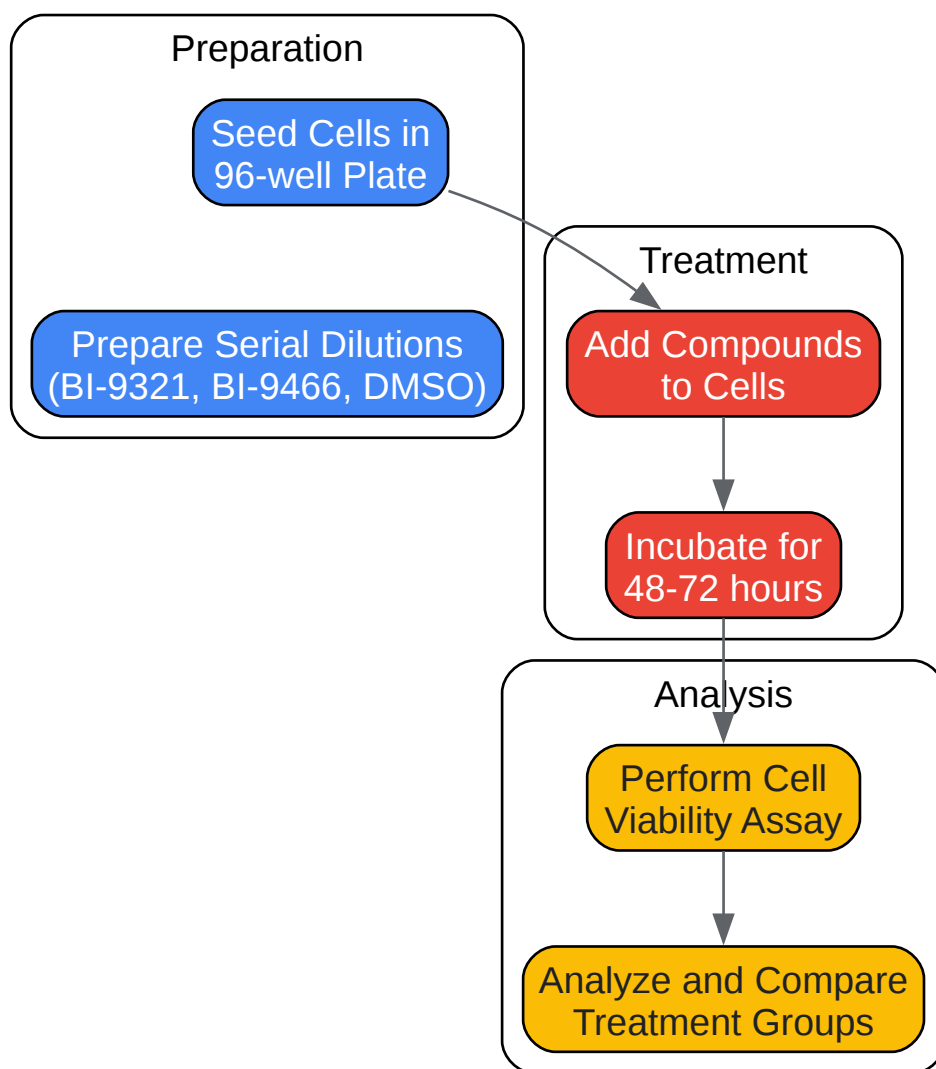 Preparation
Seed Cells in
96-well Plate
Prepare Serial Dilutions
(BI-9321, BI-9466, DMSO)
Treatment
Add Compounds
to Cells
Incubate for
48-72 hours
Analysis
Perform Cell
Viability Assay
Analyze and Compare
Treatment Groups